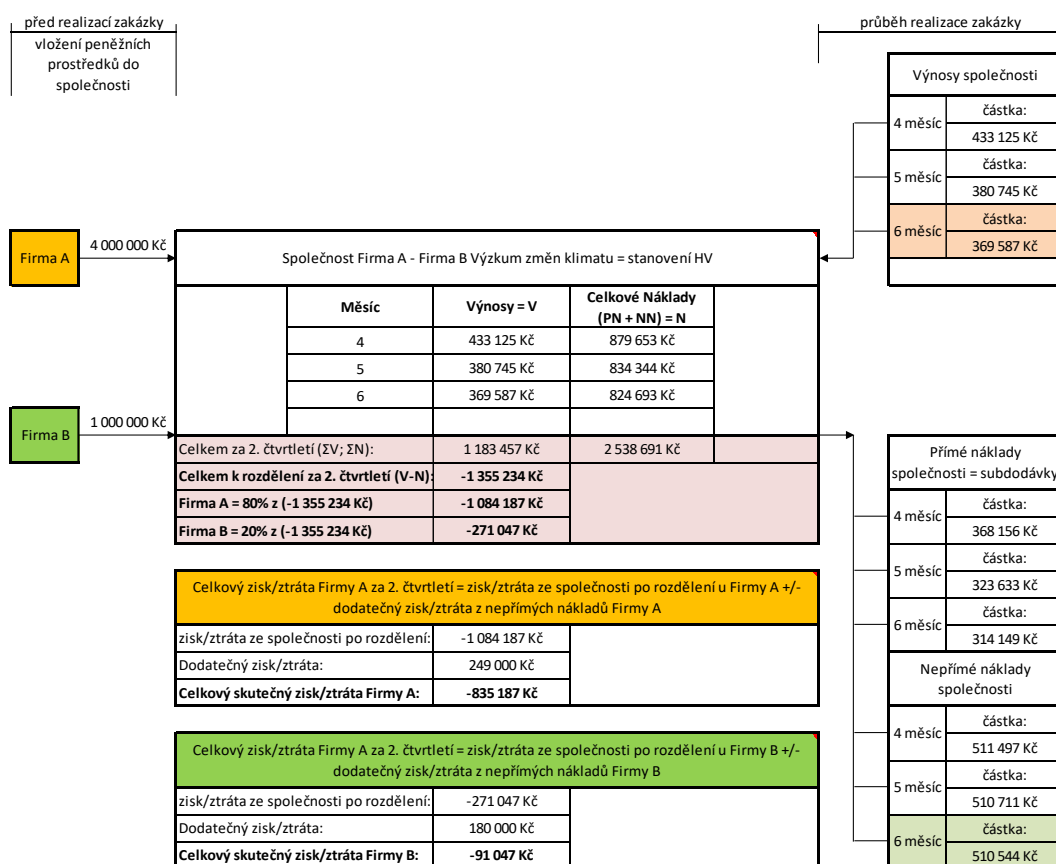 před realizací zakázky
vložení peněžních
prostředků do
společnosti
průběh realizace zakázky
Výnosy společnosti
4 měsíc
částka:
433 125 Kč
5 měsíc
částka:
380 745 Kč
6 měsíc
částka:
369 587 Kč
Firma A
4 000 000 Kč
Společnost Firma A - Firma B Výzkum změn klimatu = stanovení HV
Měsíc Výnosy = V Celkové Náklady
(PN + NN) = N
4 433 125 Kč 879 653 Kč
5 380 745 Kč 834 344 Kč
6 369 587 Kč 824 693 Kč
Firma B
1 000 000 Kč
Celkem za 2. čtvrtletí (ΣV; ΣN): 1 183 457 Kč 2 538 691 Kč
Celkem k rozdělení za 2. čtvrtletí (V-N): -1 355 234 Kč
Firma A = 80% z (-1 355 234 Kč) -1 084 187 Kč
Firma B = 20% z (-1 355 234 Kč) -271 047 Kč
Přímé náklady
společnosti = subdodávky
4 měsíc
částka:
368 156 Kč
5 měsíc
částka:
323 633 Kč
6 měsíc
částka:
314 149 Kč
Nepřímé náklady
společnosti
4 měsíc
částka:
511 497 Kč
5 měsíc
částka:
510 711 Kč
6 měsíc
částka:
510 544 Kč
Celkový zisk/ztráta Firmy A za 2. čtvrtletí = zisk/ztráta ze společnosti po rozdělení u Firmy A +/-
dodatečný zisk/ztráta z nepřímých nákladů Firmy A
zisk/ztráta ze společnosti po rozdělení: -1 084 187 Kč
Dodatečný zisk/ztráta: 249 000 Kč
Celkový skutečný zisk/ztráta Firmy A: -835 187 Kč
Celkový zisk/ztráta Firmy A za 2. čtvrtletí = zisk/ztráta ze společnosti po rozdělení u Firmy B +/-
dodatečný zisk/ztráta z nepřímých nákladů Firmy B
zisk/ztráta ze společnosti po rozdělení: -271 047 Kč
Dodatečný zisk/ztráta: 180 000 Kč
Celkový skutečný zisk/ztráta Firmy B: -91 047 Kč